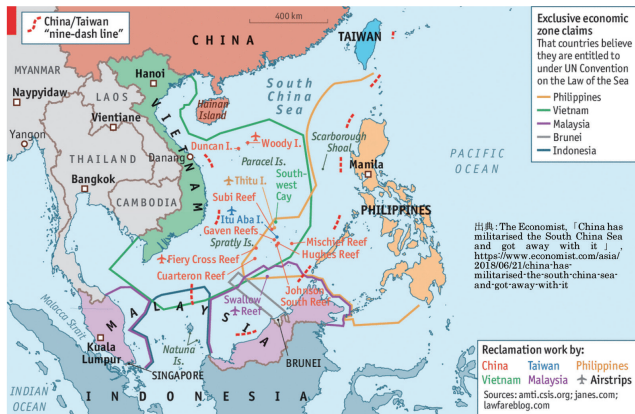 China/Taiwan
“nine-dash line”
400 km
CHINA
TAIWAN
MYANMAR
Hanoi
Naypyidaw
LAOS
Hainan
Island
South
China
Sea
Vientiane
VIETNAM
Yangon
Duncan I.
Woody I.
Scarborough
Shoal
THAILAND
Danang
Paracel Is.
Manila
PACIFIC
OCEAN
Bangkok
Thitu I.
South-
west
Cay
Subi Reef
CAMBODIA
Itu Aba I.
PHILIPPINES
Gaven Reefs
Spratly Is.
Mischief Reef
Hughes Reef
Fiery Cross Reef
Cuarteron Reef
Johnson
South Reef
Swallow
Reef
MALAYSIA
Malacca Strait
Kuala
Lumpur
Natuna
Is.
BRUNEI
SINGAPORE
INDIAN
OCEAN
INDONESIA
Exclusive economic
zone claims
That countries believe
they are entitled to
under UN Convention
on the Law of the Sea
Philippines
Vietnam
Malaysia
Brunei
Indonesia
出典:The Economist, 「China has
militarised the South China Sea
and got away with it」,
https://www.economist.com/asia/
2018/06/21/china-has-
militarised-the-south-china-sea-
and-got-away-with-it
Reclamation work by:
China Taiwan Philippines
Vietnam Malaysia Airstrips
Sources: amti.csis.org; janes.com;
lawfareblog.com